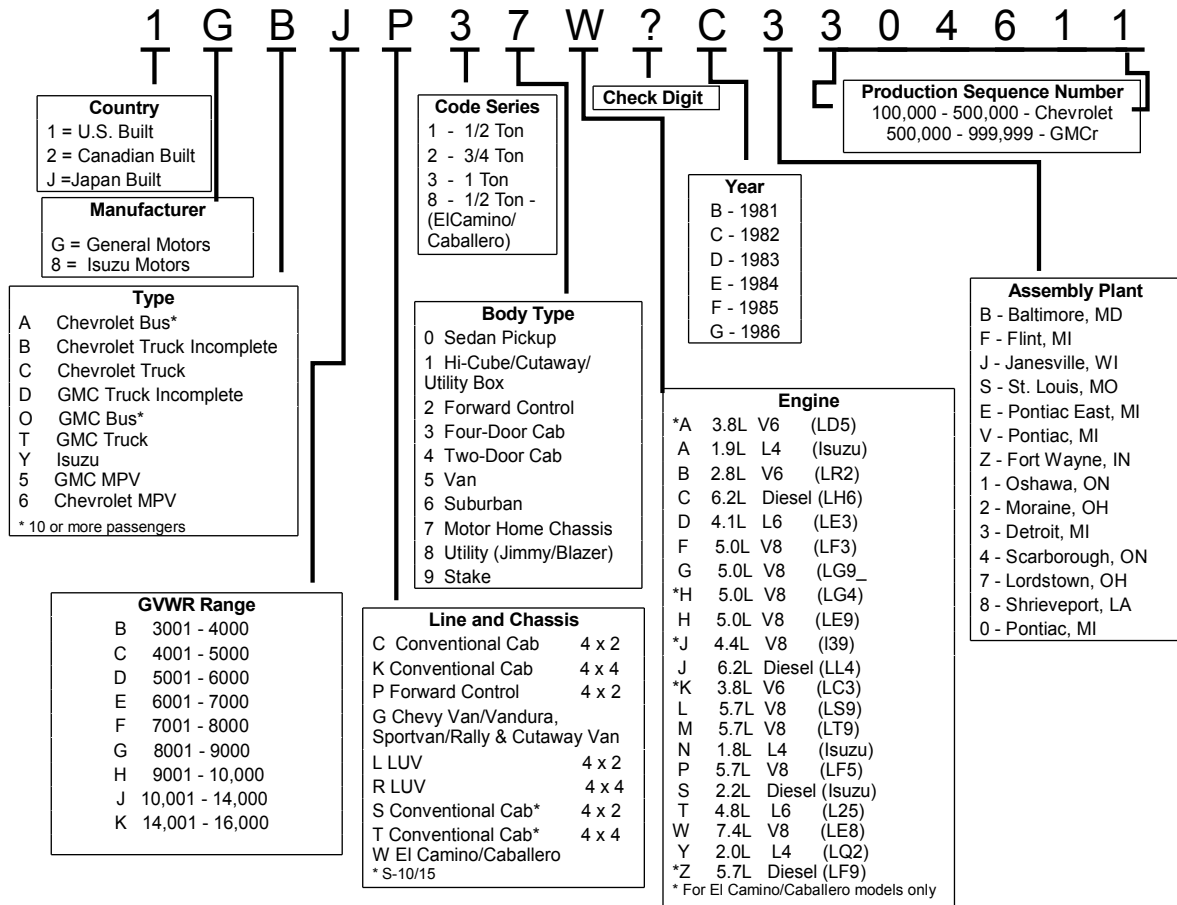 1 G B J P 3 7 W ? C 3 3 0 4 6 1 1
Country
1 = U.S. Built
2 = Canadian Built
J =Japan Built
Manufacturer
G = General Motors
8 = Isuzu Motors
Type
A Chevrolet Bus*
B Chevrolet Truck Incomplete
C Chevrolet Truck
D GMC Truck Incomplete
O GMC Bus*
T GMC Truck
Y Isuzu
5 GMC MPV
6 Chevrolet MPV
* 10 or more passengers
GVWR Range
B 3001 - 4000
C 4001 - 5000
D 5001 - 6000
E 6001 - 7000
F 7001 - 8000
G 8001 - 9000
H 9001 - 10,000
J 10,001 - 14,000
K 14,001 - 16,000
Code Series
1 - 1/2 Ton
2 - 3/4 Ton
3 - 1 Ton
8 - 1/2 Ton -
(ElCamino/
Caballero)
Body Type
0 Sedan Pickup
1 Hi-Cube/Cutaway/
Utility Box
2 Forward Control
3 Four-Door Cab
4 Two-Door Cab
5 Van
6 Suburban
7 Motor Home Chassis
8 Utility (Jimmy/Blazer)
9 Stake
Line and Chassis
C Conventional Cab 4 x 2
K Conventional Cab 4 x 4
P Forward Control 4 x 2
G Chevy Van/Vandura,
Sportvan/Rally & Cutaway Van
L LUV 4 x 2
R LUV 4 x 4
S Conventional Cab* 4 x 2
T Conventional Cab* 4 x 4
W El Camino/Caballero
* S-10/15
Check Digit
Year
B - 1981
C - 1982
D - 1983
E - 1984
F - 1985
G - 1986
Engine
*A 3.8L V6 (LD5)
A 1.9L L4 (Isuzu)
B 2.8L V6 (LR2)
C 6.2L Diesel (LH6)
D 4.1L L6 (LE3)
F 5.0L V8 (LF3)
G 5.0L V8 (LG9_
*H 5.0L V8 (LG4)
H 5.0L V8 (LE9)
*J 4.4L V8 (I39)
J 6.2L Diesel (LL4)
*K 3.8L V6 (LC3)
L 5.7L V8 (LS9)
M 5.7L V8 (LT9)
N 1.8L L4 (Isuzu)
P 5.7L V8 (LF5)
S 2.2L Diesel (Isuzu)
T 4.8L L6 (L25)
W 7.4L V8 (LE8)
Y 2.0L L4 (LQ2)
*Z 5.7L Diesel (LF9)
* For El Camino/Caballero models only
Production Sequence Number
100,000 - 500,000 - Chevrolet
500,000 - 999,999 - GMCr
Assembly Plant
B - Baltimore, MD
F - Flint, MI
J - Janesville, WI
S - St. Louis, MO
E - Pontiac East, MI
V - Pontiac, MI
Z - Fort Wayne, IN
1 - Oshawa, ON
2 - Moraine, OH
3 - Detroit, MI
4 - Scarborough, ON
7 - Lordstown, OH
8 - Shrieveport, LA
0 - Pontiac, MI